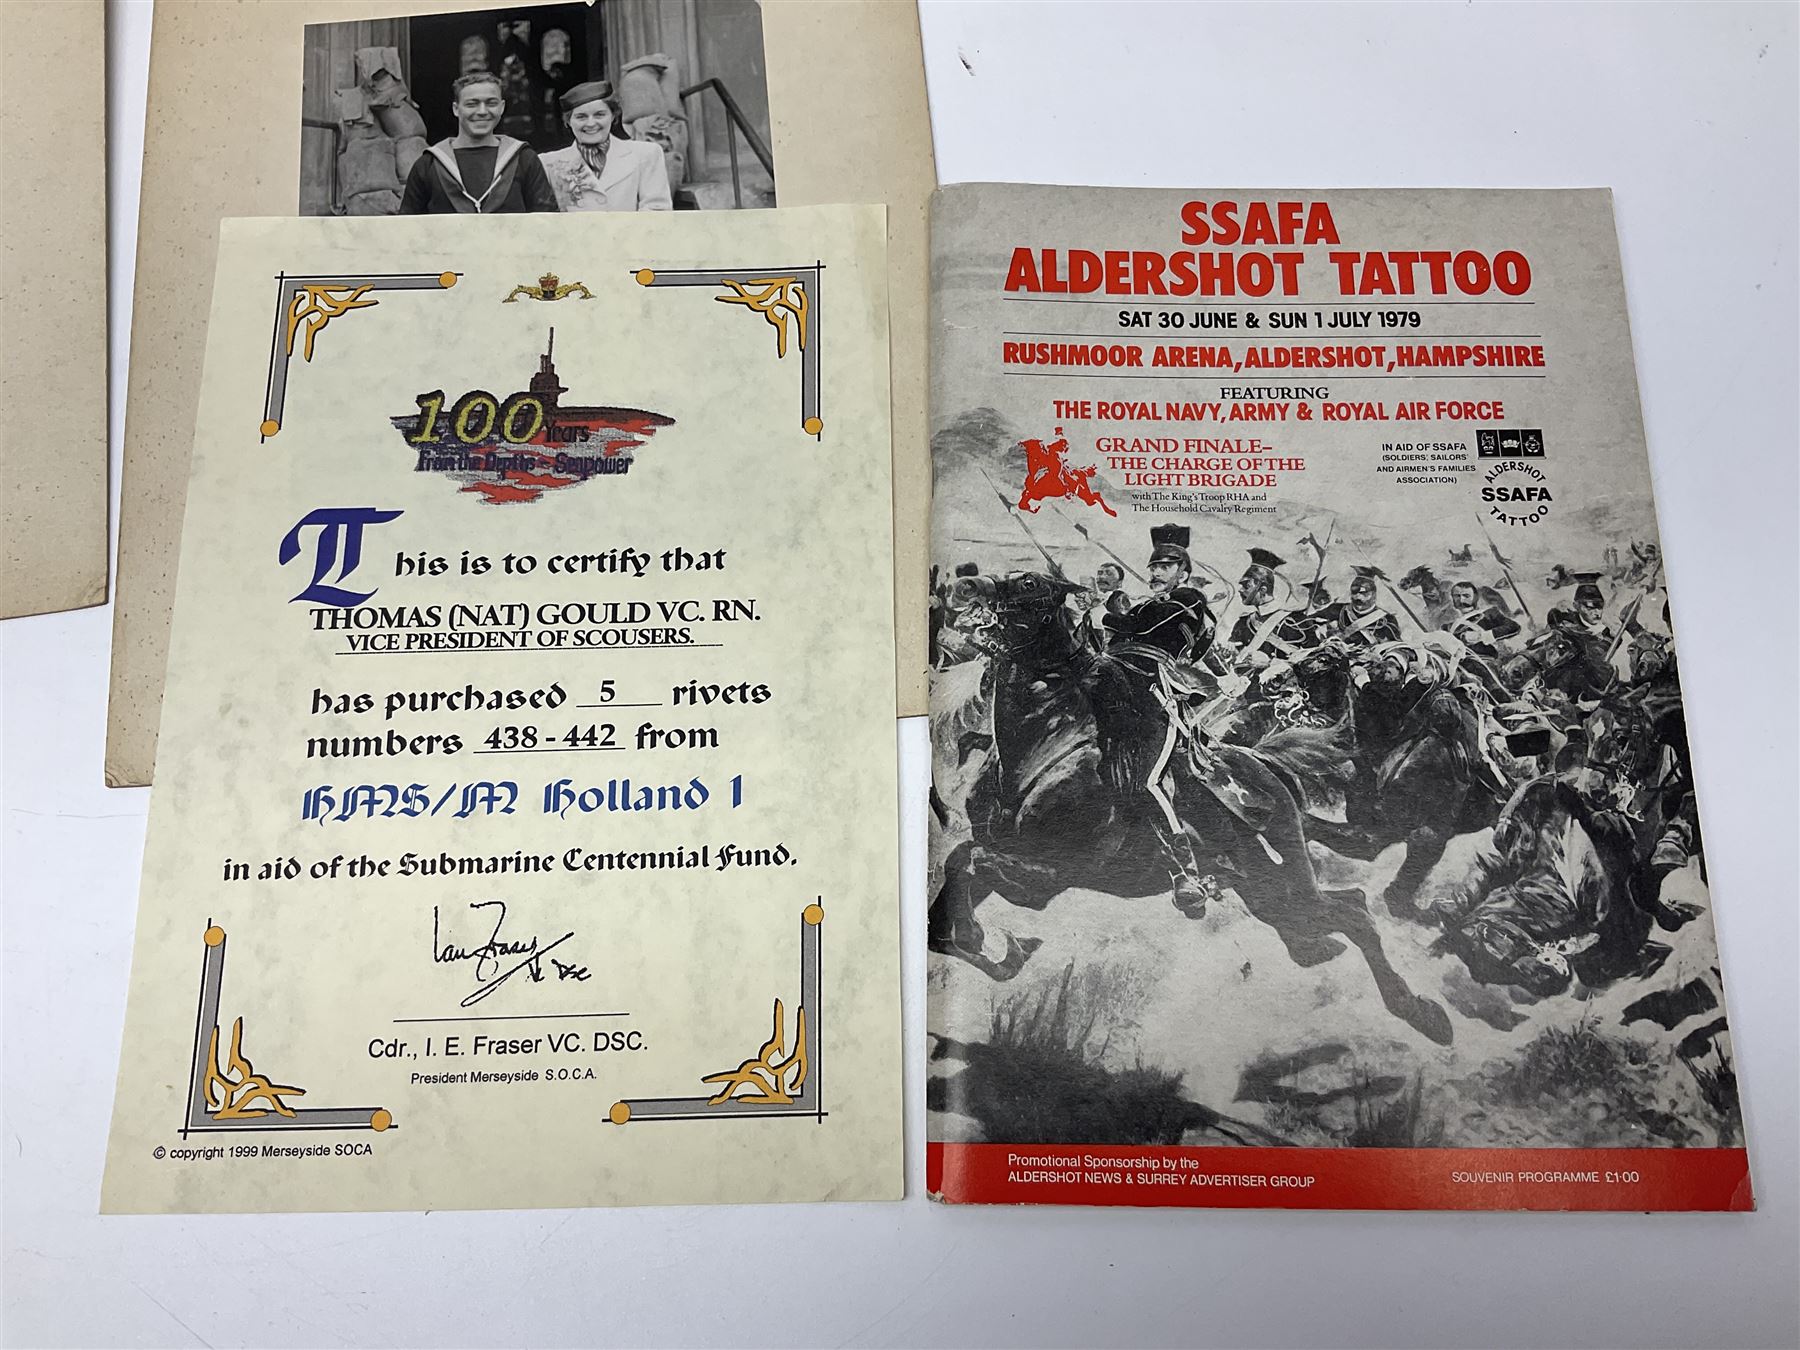 100 Years
From the Depths - Seapower
This is to certify that
THOMAS (NAT) GOULD VC. RN.
VICE PRESIDENT OF SCOUSERS.
has purchased 5 rivets
numbers 438 - 442 from
HMS/M Holland 1
in aid of the Submarine Centennial Fund.
Ian Fraser
VC DSC
Cdr., I. E. Fraser VC. DSC.
President Merseyside S.O.C.A.
© copyright 1999 Merseyside SOCA
SSAFA
ALDERSHOT TATTOO
SAT 30 JUNE & SUN 1 JULY 1979
RUSHMOOR ARENA, ALDERSHOT, HAMPSHIRE
FEATURING
THE ROYAL NAVY, ARMY & ROYAL AIR FORCE
GRAND FINALE–
THE CHARGE OF THE
LIGHT BRIGADE
with The King's Troop RHA and
The Household Cavalry Regiment
IN AID OF SSAFA
(SOLDIERS', SAILORS'
AND AIRMEN'S FAMILIES
ASSOCIATION)
ALDERSHOT
SSAFA
TATTOO
Promotional Sponsorship by the
ALDERSHOT NEWS & SURREY ADVERTISER GROUP
SOUVENIR PROGRAMME £1·00